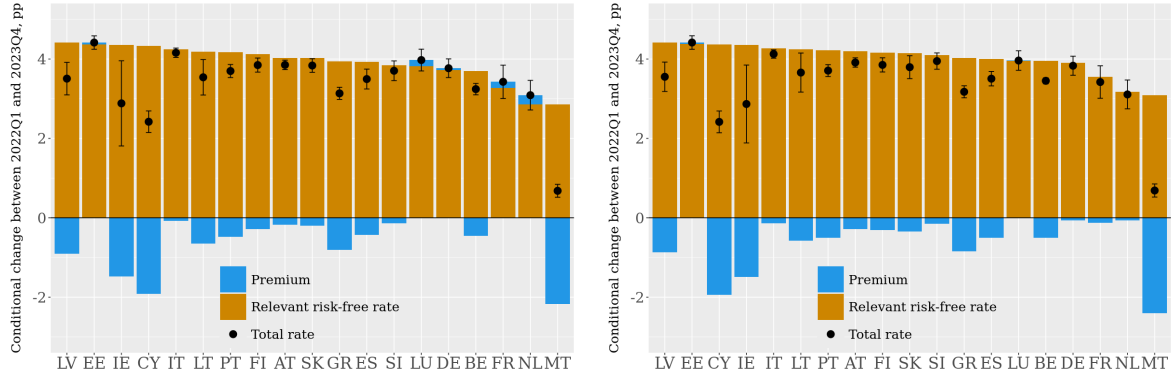 Conditional change between 2022Q1 and 2023Q4, pp
4
2
0
-2
Premium
Relevant risk-free rate
Total rate
LV EE IE CY IT LT PT FI AT SK GR ES SI LU DE BE FR NL MT
Conditional change between 2022Q1 and 2023Q4, pp
4
2
0
-2
Premium
Relevant risk-free rate
Total rate
LV EE CY IE IT LT PT AT FI SK SI GR ES LU BE DE FR NL MT